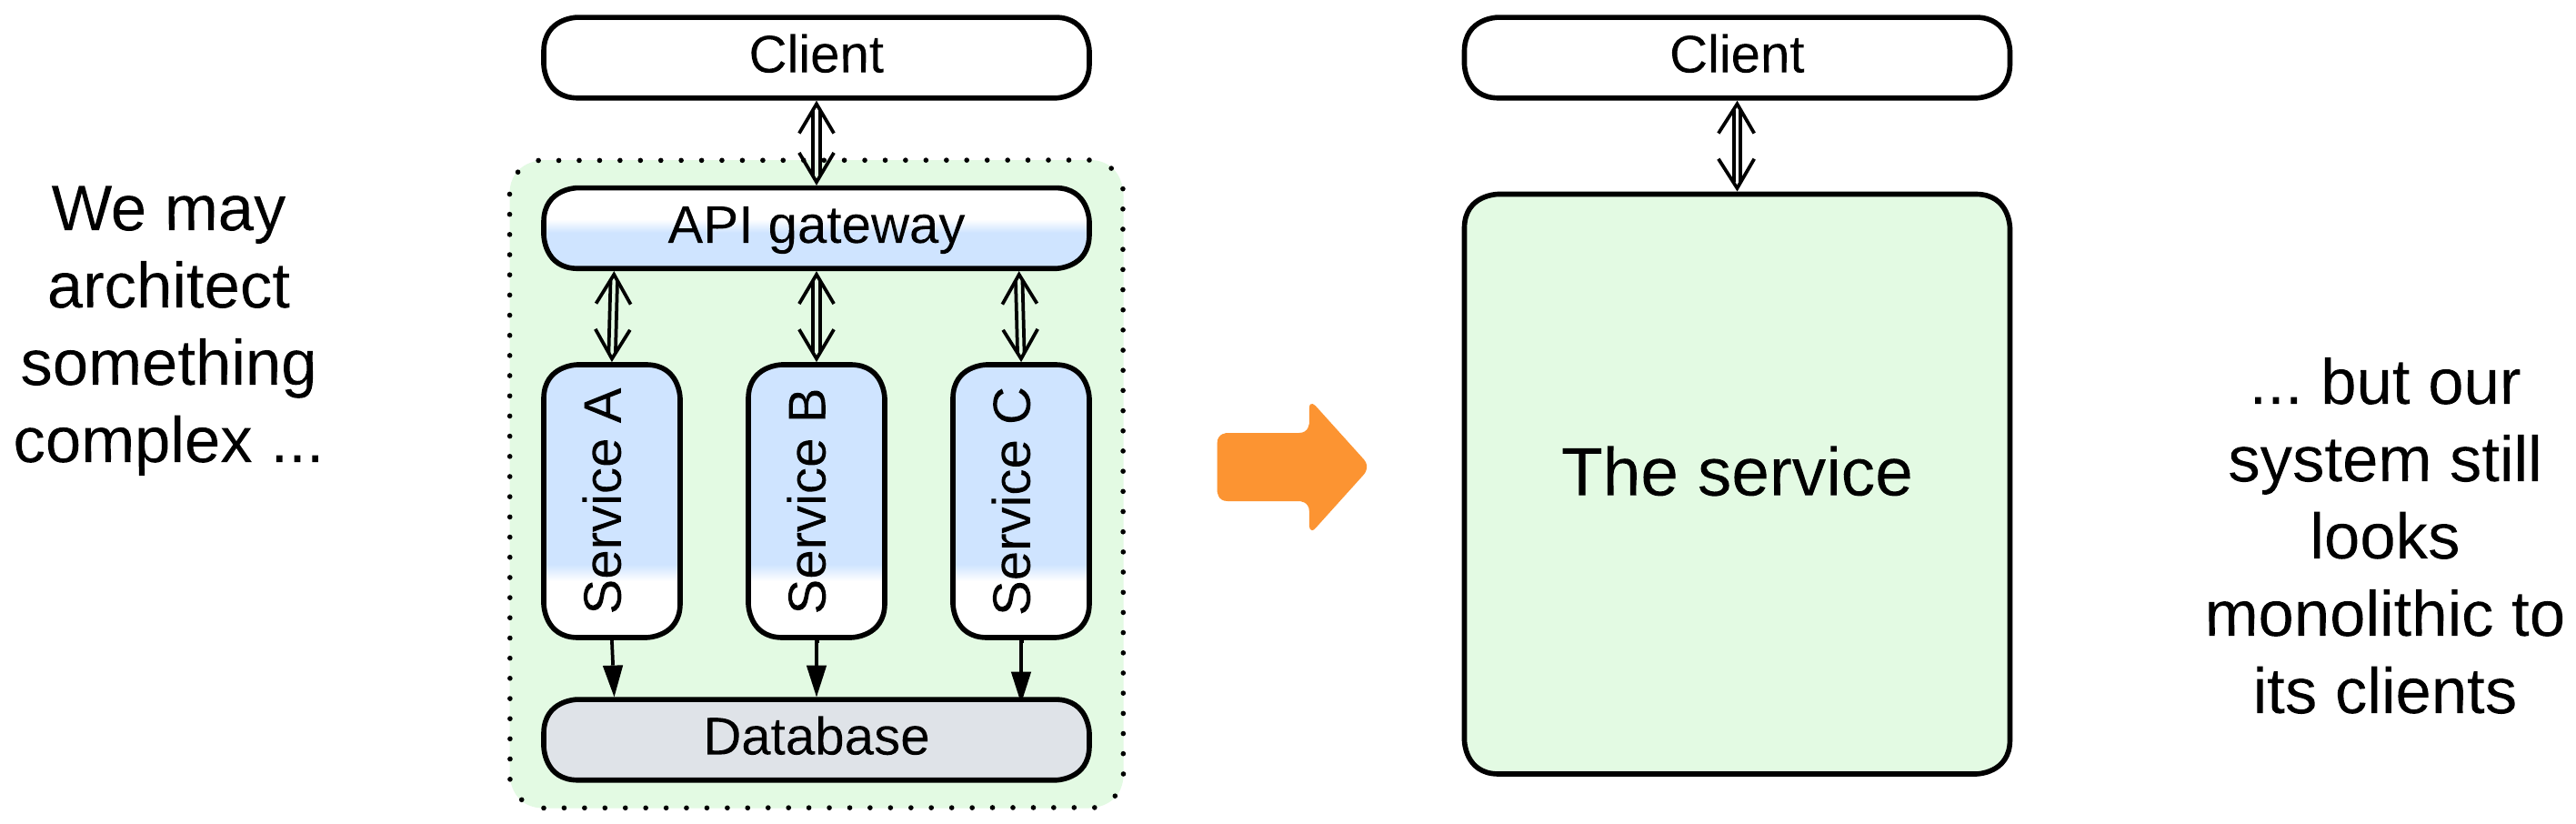 We may
architect
something
complex ...
Client
API gateway
Service A
Service B
Service C
Database
Client
The service
... but our
system still
looks
monolithic to
its clients